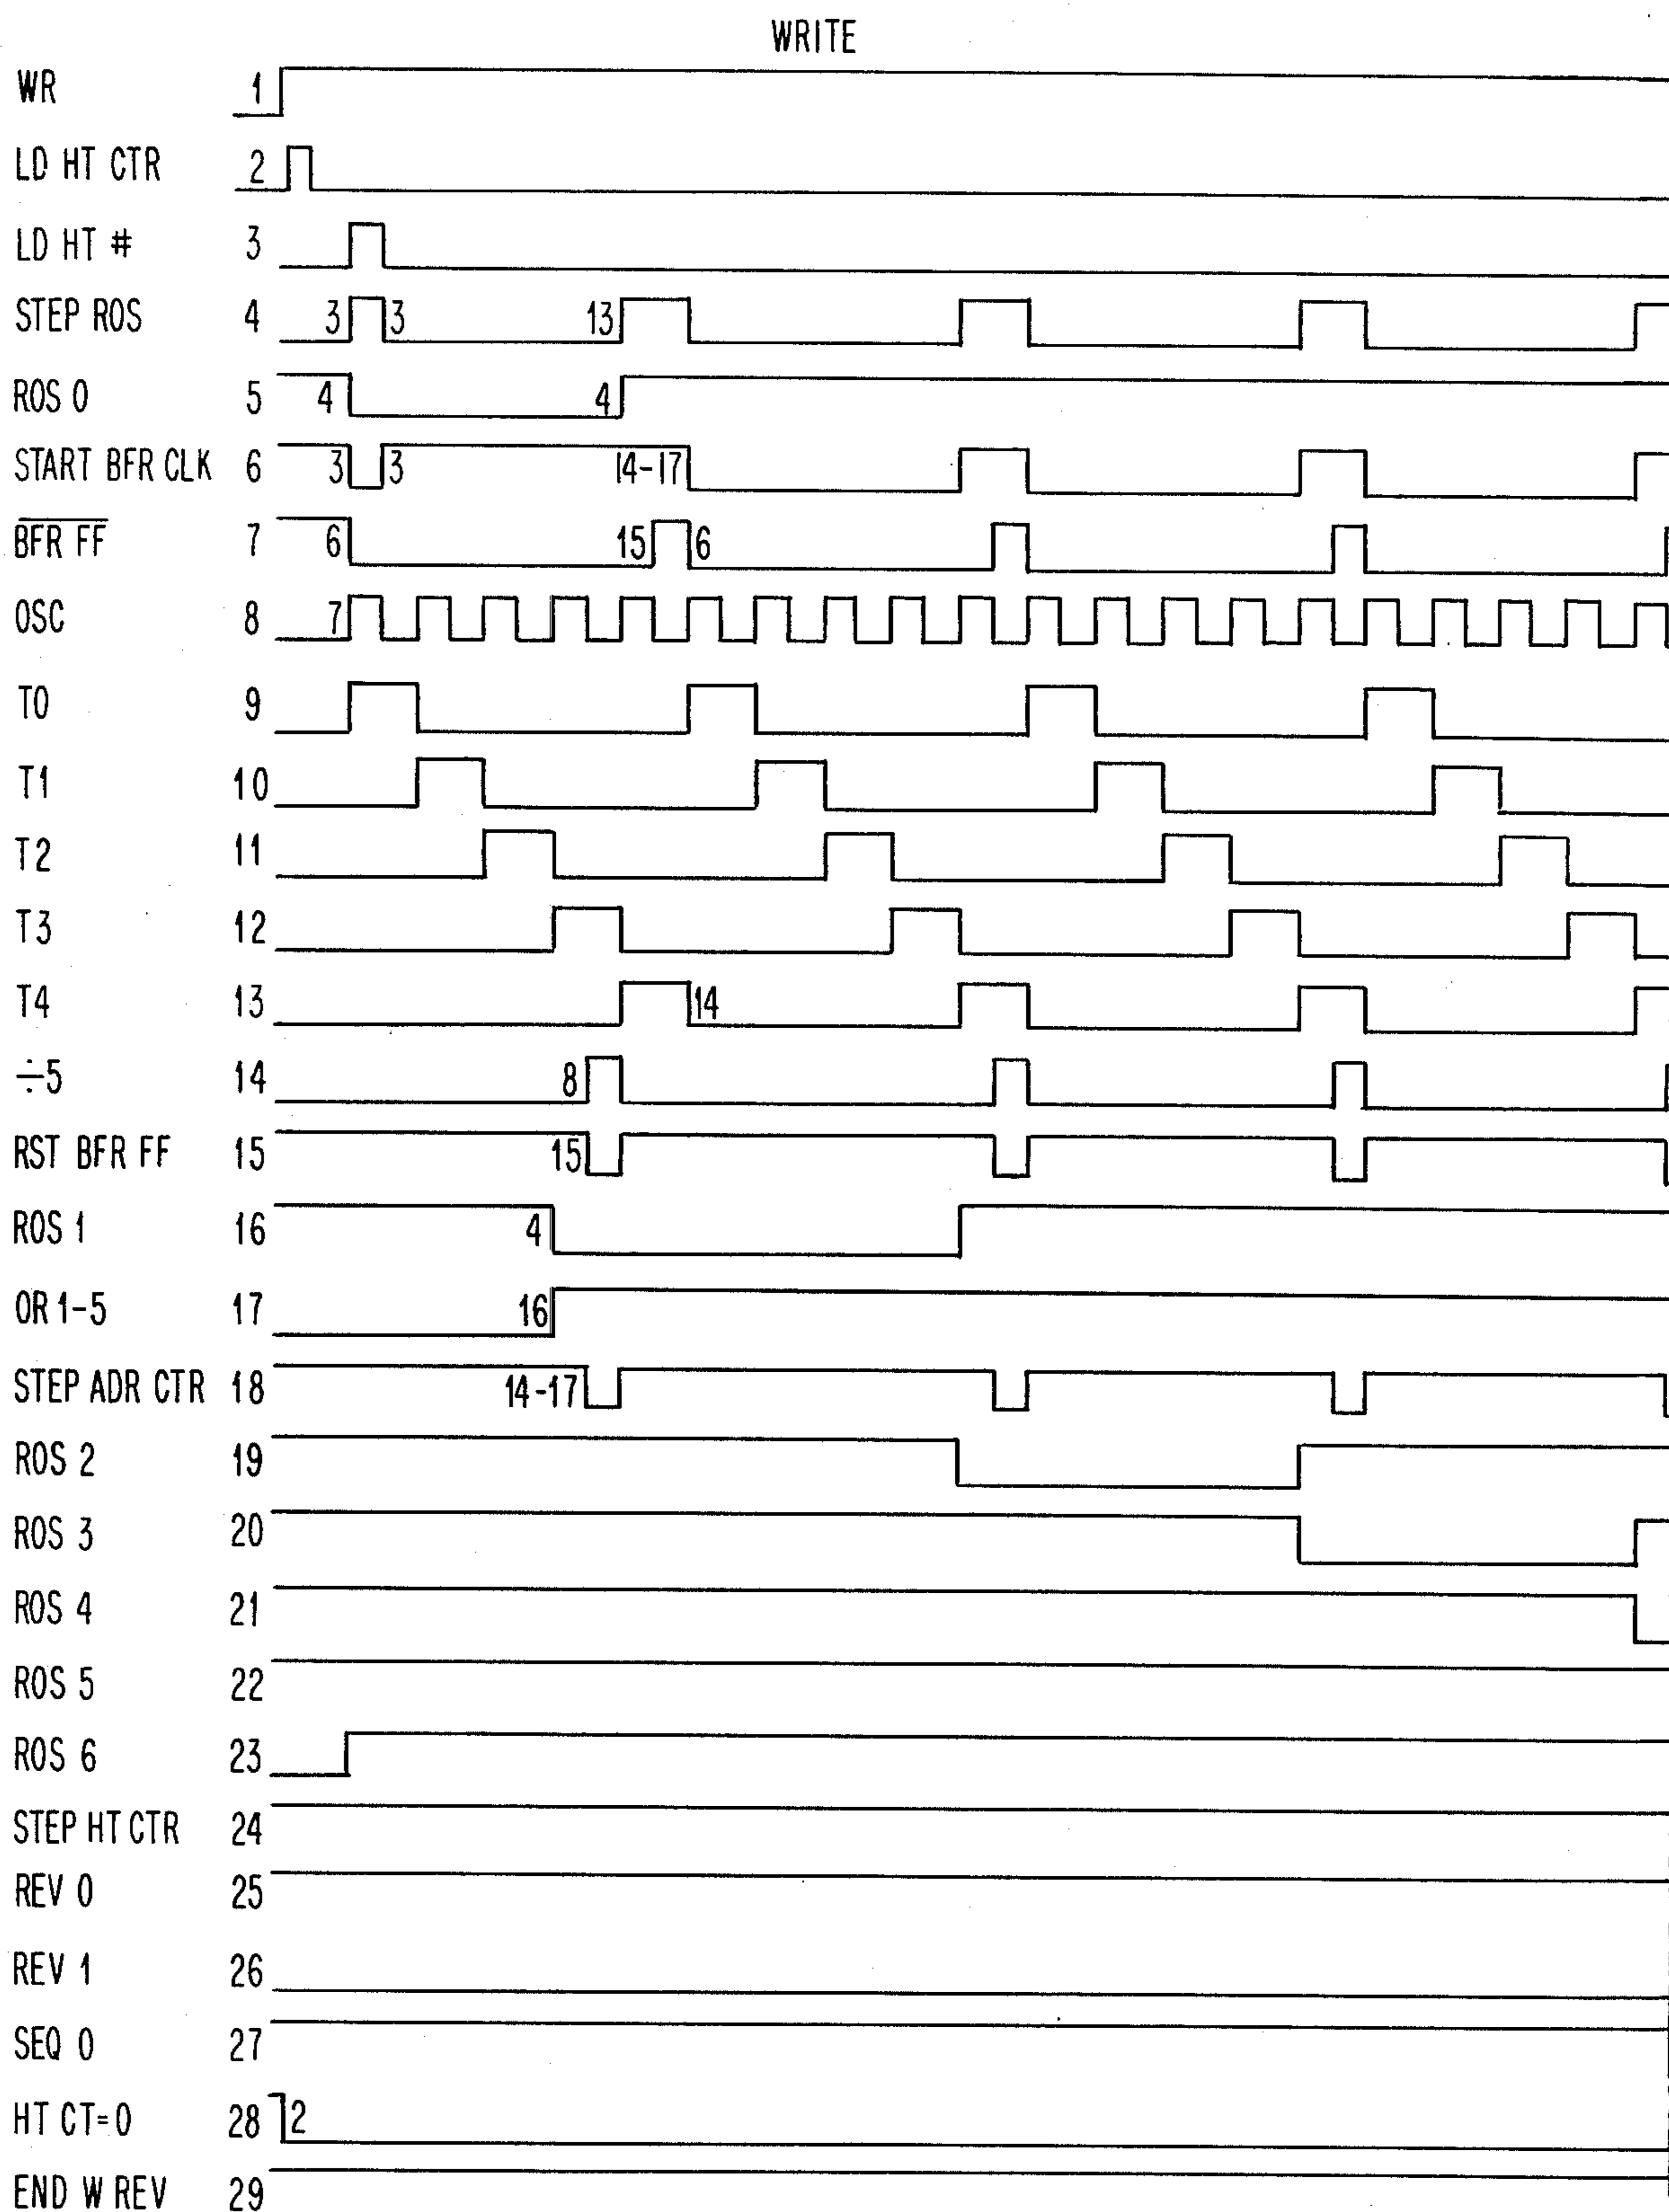 WRITE
WR 1
LD HT CTR 2
LD HT # 3
STEP ROS 4 3 3 13
ROS 0 5 4 4
START BFR CLK 6 3 3 14-17
BFR FF 7 6 15 6
OSC 8 7
T0 9
T1 10
T2 11
T3 12
T4 13 14
÷5 14 8
RST BFR FF 15 15
ROS 1 16 4
OR 1-5 17 16
STEP ADR CTR 18 14-17
ROS 2 19
ROS 3 20
ROS 4 21
ROS 5 22
ROS 6 23
STEP HT CTR 24
REV 0 25
REV 1 26
SEQ 0 27
HT CT=0 28 2
END W REV 29